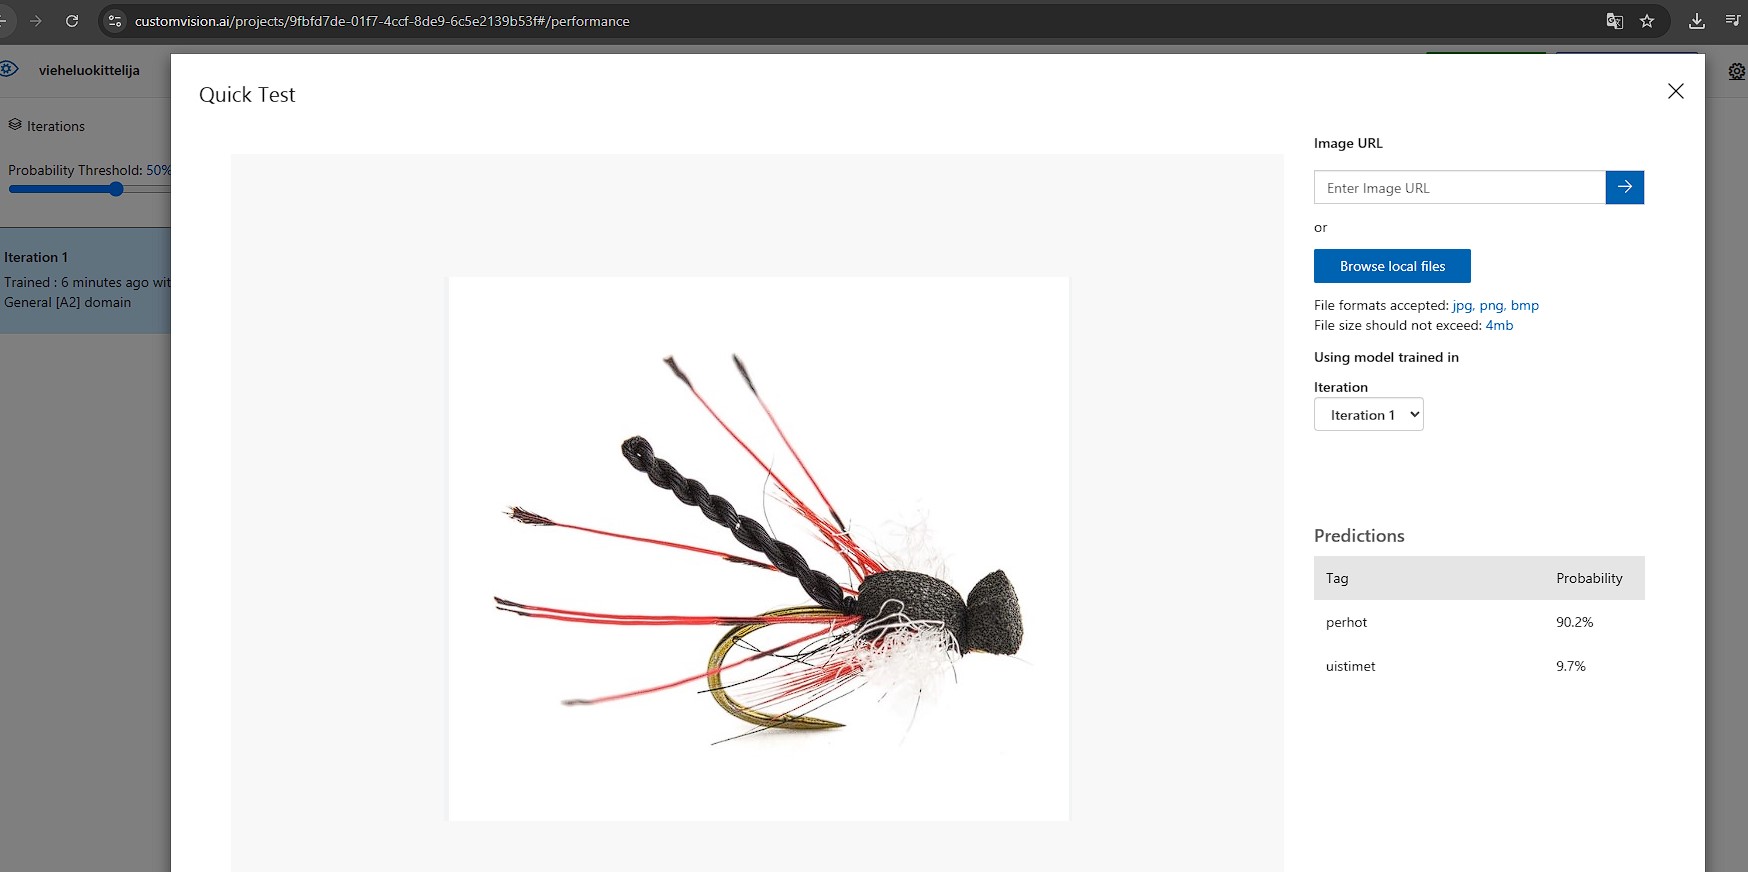 customvision.ai/projects/9fbfd7de-01f7-4ccf-8de9-6c5e2139b53f#/performance
vieheluokittelija
Iterations
Probability Threshold: 50%
Iteration 1
Trained : 6 minutes ago wit
General [A2] domain
Quick Test
Image URL
Enter Image URL
or
Browse local files
File formats accepted: jpg, png, bmp
File size should not exceed: 4mb
Using model trained in
Iteration
Iteration 1
Predictions
Tag Probability
perhot 90.2%
uistimet 9.7%